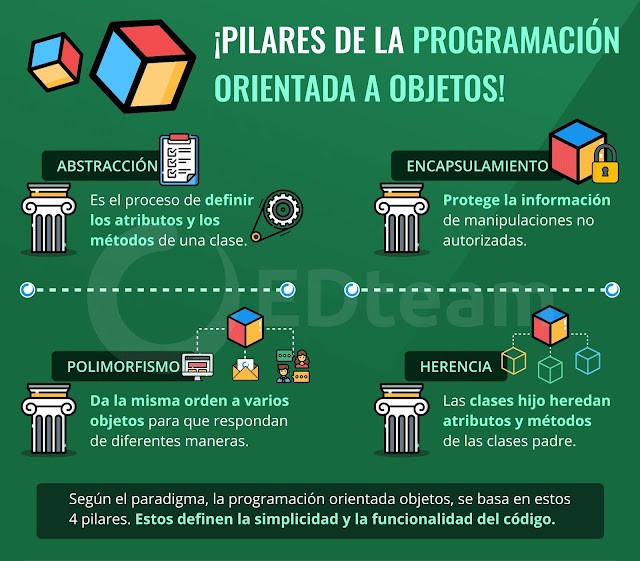 ¡PILARES DE LA PROGRAMACIÓN
ORIENTADA A OBJETOS!
ABSTRACCIÓN
Es el proceso de definir
los atributos y los
métodos de una clase.
ENCAPSULAMIENTO
Protege la información
de manipulaciones no
autorizadas.
EDteam
POLIMORFISMO
Da la misma orden a varios
objetos para que respondan
de diferentes maneras.
HERENCIA
Las clases hijo heredan
atributos y métodos
de las clases padre.
Según el paradigma, la programación orientada objetos, se basa en estos
4 pilares. Estos definen la simplicidad y la funcionalidad del código.